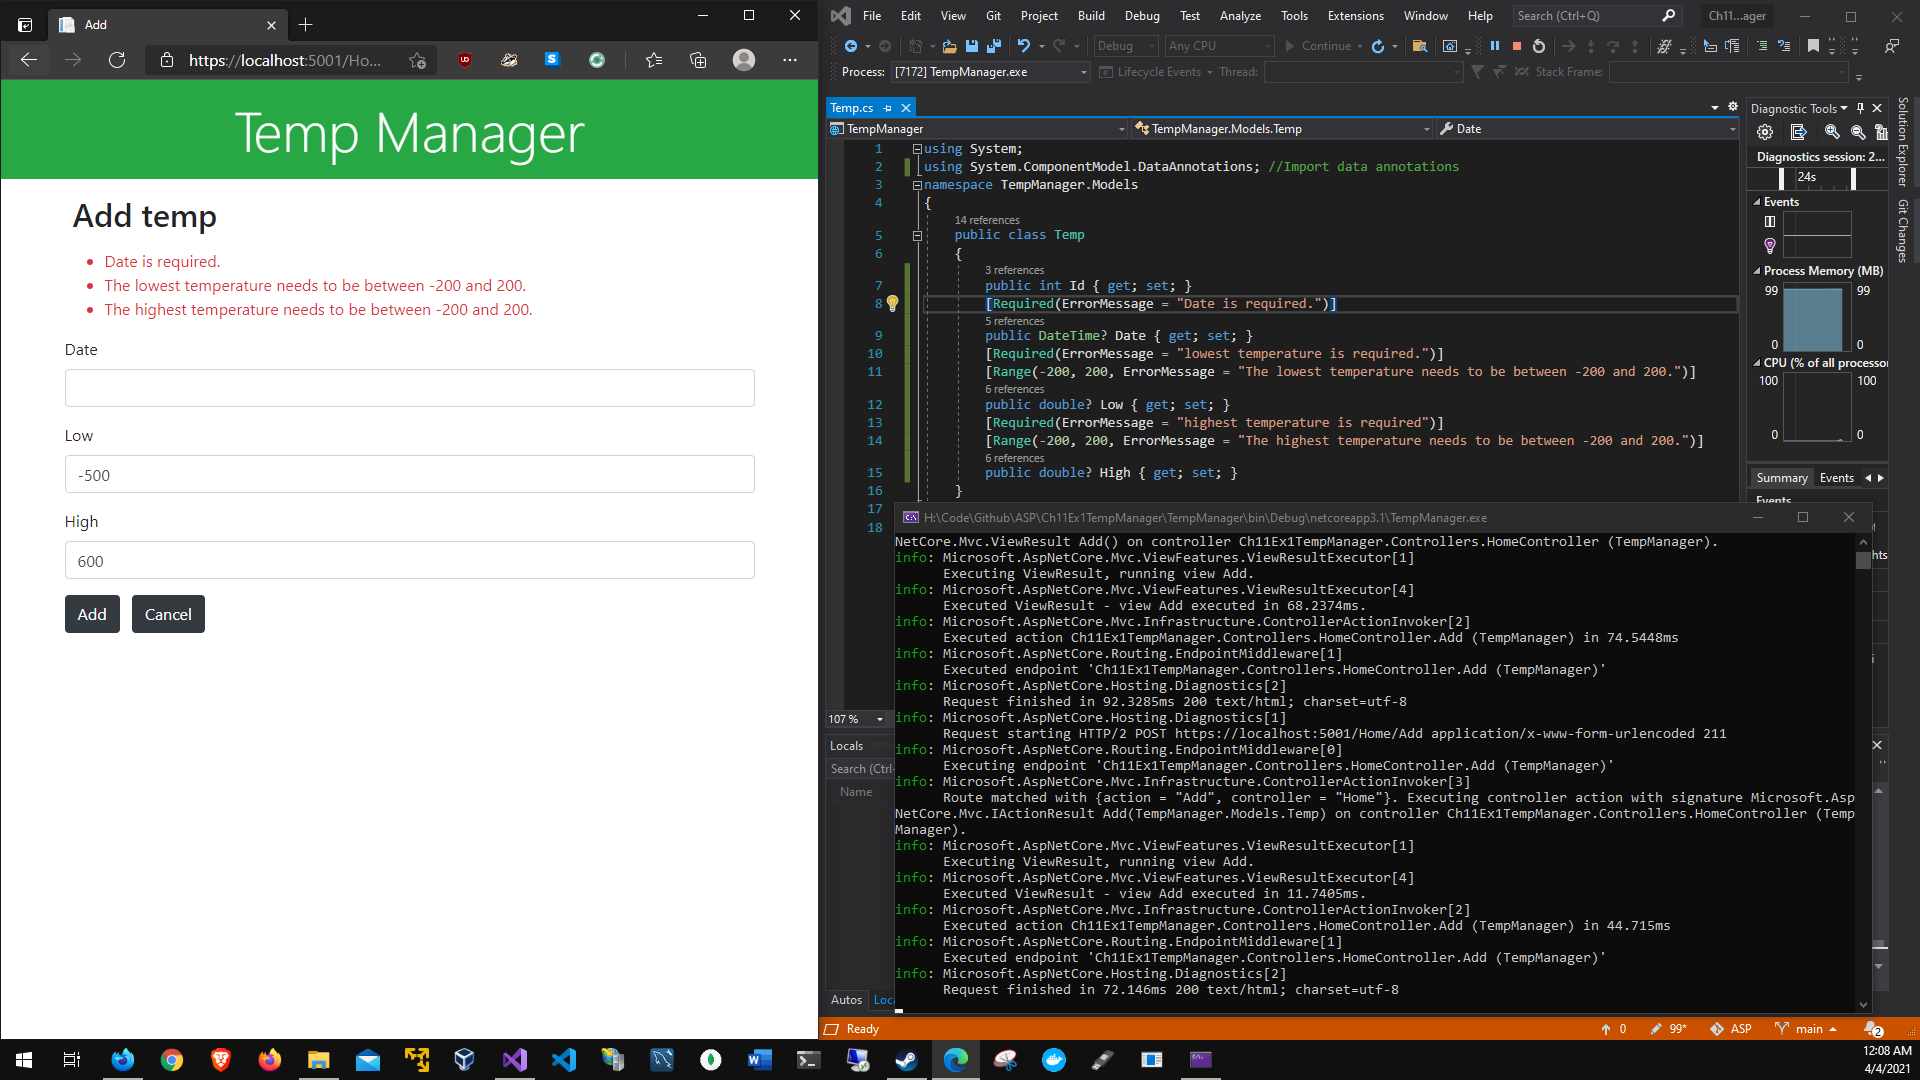 Add
https://localhost:5001/Ho...
Temp Manager
Add temp
Date is required.
The lowest temperature needs to be between -200 and 200.
The highest temperature needs to be between -200 and 200.
Date
Low
-500
High
600
Add Cancel
File Edit View Git Project Build Debug Test Analyze Tools Extensions Window Help Search (Ctrl+Q) Ch11...ager
Debug Any CPU Continue
Process: [7172] TempManager.exe Lifecycle Events Thread: Stack Frame:
Temp.cs
TempManager TempManager.Models.Temp Date
1 using System;
2 using System.ComponentModel.DataAnnotations; //Import data annotations
3 namespace TempManager.Models
4 {
14 references
5 public class Temp
6 {
3 references
7 public int Id { get; set; }
8 [Required(ErrorMessage = "Date is required.")]
5 references
9 public DateTime? Date { get; set; }
10 [Required(ErrorMessage = "lowest temperature is required.")]
11 [Range(-200, 200, ErrorMessage = "The lowest temperature needs to be between -200 and 200.")]
6 references
12 public double? Low { get; set; }
13 [Required(ErrorMessage = "highest temperature is required")]
14 [Range(-200, 200, ErrorMessage = "The highest temperature needs to be between -200 and 200.")]
6 references
15 public double? High { get; set; }
16 }
17
18
107 %
Locals
Search (Ctrl-
Name
Autos Loca
Diagnostic Tools
Diagnostics session: 2...
24s
Events
Process Memory (MB)
99 99
0 0
CPU (% of all processo
100 100
0 0
Summary Events
Events
hts
Solution Explorer
Git Changes
H:\Code\Github\ASP\Ch11Ex1TempManager\TempManager\bin\Debug\netcoreapp3.1\TempManager.exe
NetCore.Mvc.ViewResult Add() on controller Ch11Ex1TempManager.Controllers.HomeController (TempManager).
info: Microsoft.AspNetCore.Mvc.ViewFeatures.ViewResultExecutor[1]
Executing ViewResult, running view Add.
info: Microsoft.AspNetCore.Mvc.ViewFeatures.ViewResultExecutor[4]
Executed ViewResult - view Add executed in 68.2374ms.
info: Microsoft.AspNetCore.Mvc.Infrastructure.ControllerActionInvoker[2]
Executed action Ch11Ex1TempManager.Controllers.HomeController.Add (TempManager) in 74.5448ms
info: Microsoft.AspNetCore.Routing.EndpointMiddleware[1]
Executed endpoint 'Ch11Ex1TempManager.Controllers.HomeController.Add (TempManager)'
info: Microsoft.AspNetCore.Hosting.Diagnostics[2]
Request finished in 92.3285ms 200 text/html; charset=utf-8
info: Microsoft.AspNetCore.Hosting.Diagnostics[1]
Request starting HTTP/2 POST https://localhost:5001/Home/Add application/x-www-form-urlencoded 211
info: Microsoft.AspNetCore.Routing.EndpointMiddleware[0]
Executing endpoint 'Ch11Ex1TempManager.Controllers.HomeController.Add (TempManager)'
info: Microsoft.AspNetCore.Mvc.Infrastructure.ControllerActionInvoker[3]
Route matched with {action = "Add", controller = "Home"}. Executing controller action with signature Microsoft.Asp
NetCore.Mvc.IActionResult Add(TempManager.Models.Temp) on controller Ch11Ex1TempManager.Controllers.HomeController (Temp
Manager).
info: Microsoft.AspNetCore.Mvc.ViewFeatures.ViewResultExecutor[1]
Executing ViewResult, running view Add.
info: Microsoft.AspNetCore.Mvc.ViewFeatures.ViewResultExecutor[4]
Executed ViewResult - view Add executed in 11.7405ms.
info: Microsoft.AspNetCore.Mvc.Infrastructure.ControllerActionInvoker[2]
Executed action Ch11Ex1TempManager.Controllers.HomeController.Add (TempManager) in 44.715ms
info: Microsoft.AspNetCore.Routing.EndpointMiddleware[1]
Executed endpoint 'Ch11Ex1TempManager.Controllers.HomeController.Add (TempManager)'
info: Microsoft.AspNetCore.Hosting.Diagnostics[2]
Request finished in 72.146ms 200 text/html; charset=utf-8
Ready 0 99* ASP main 2
12:08 AM
4/4/2021